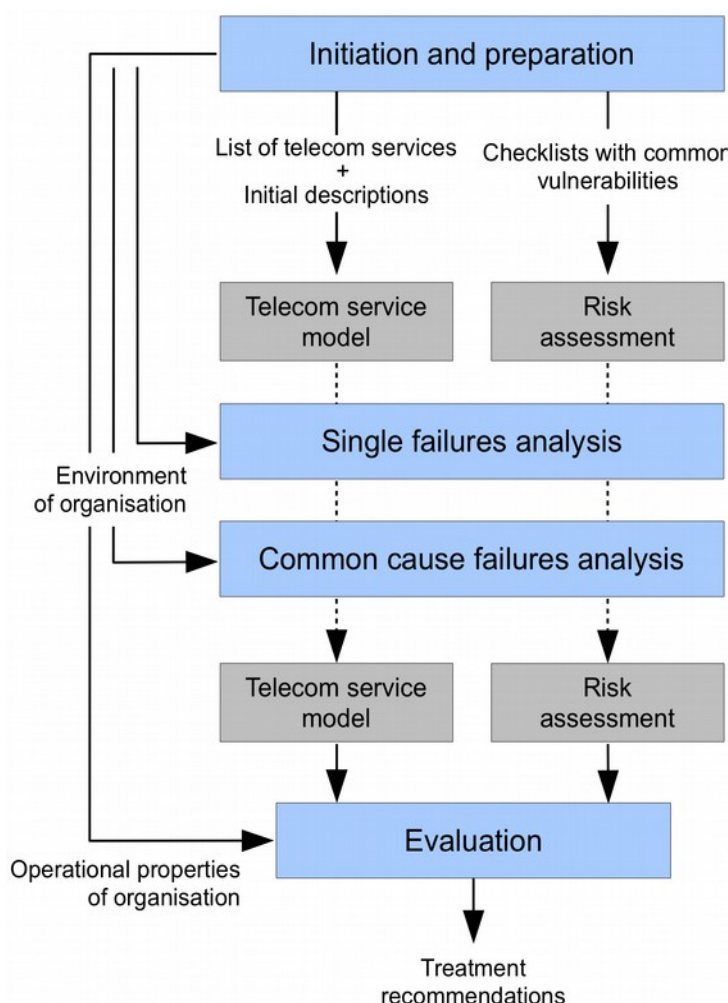 Initiation and preparation
List of telecom services
+
Initial descriptions
Checklists with common
vulnerabilities
Telecom service
model
Risk
assessment
Single failures analysis
Environment
of organisation
Common cause failures analysis
Telecom service
model
Risk
assessment
Evaluation
Operational properties
of organisation
Treatment
recommendations